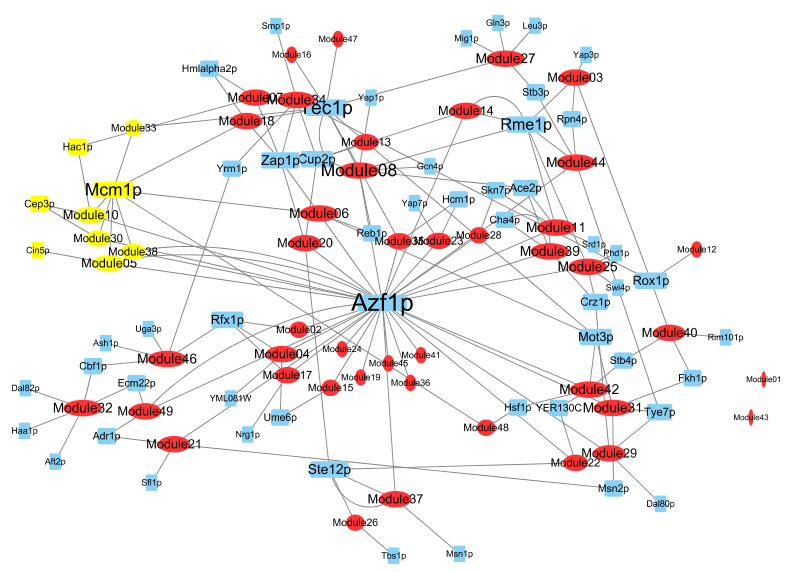 Smp1p
Gln3p
Leu3p
Mig1p
Module47
Module16
Module27
Yap3p
Hmlalpha2p
Module03
Stb3p
Module07
Module34
Tec1p
Yap1p
Module14
Rpn4p
Module18
Module33
Rme1p
Hac1p
Module13
Zap1p
Cup2p
Module44
Yrm1p
Module08
Gcn4p
Mcm1p
Skn7p
Ace2p
Hcm1p
Cep3p
Yap7p
Module10
Module06
Cha4p
Module11
Reb1p
Module28
Module30
Module20
Module23
Srd1p
Cin5p
Module38
Module39
Phd1p
Module12
Module05
Module25
Rox1p
Swi4p
Azf1p
Crz1p
Rfx1p
Uga3p
Module02
Mot3p
Module40
Rim101p
Ash1p
Module24
Module04
Module41
Module46
Stb4p
Cbf1p
Module45
Module17
Module19
Fkh1p
Module01
Dal82p
Ecm22p
Module36
Module15
Module42
YML081W
Module32
Module49
Hsf1p
YER130C
Module31
Tye7p
Ume6p
Module43
Haa1p
Adr1p
Nrg1p
Module48
Module21
Module29
Aft2p
Ste12p
Module22
Sfl1p
Msn2p
Module37
Dal80p
Module26
Tbs1p
Msn1p